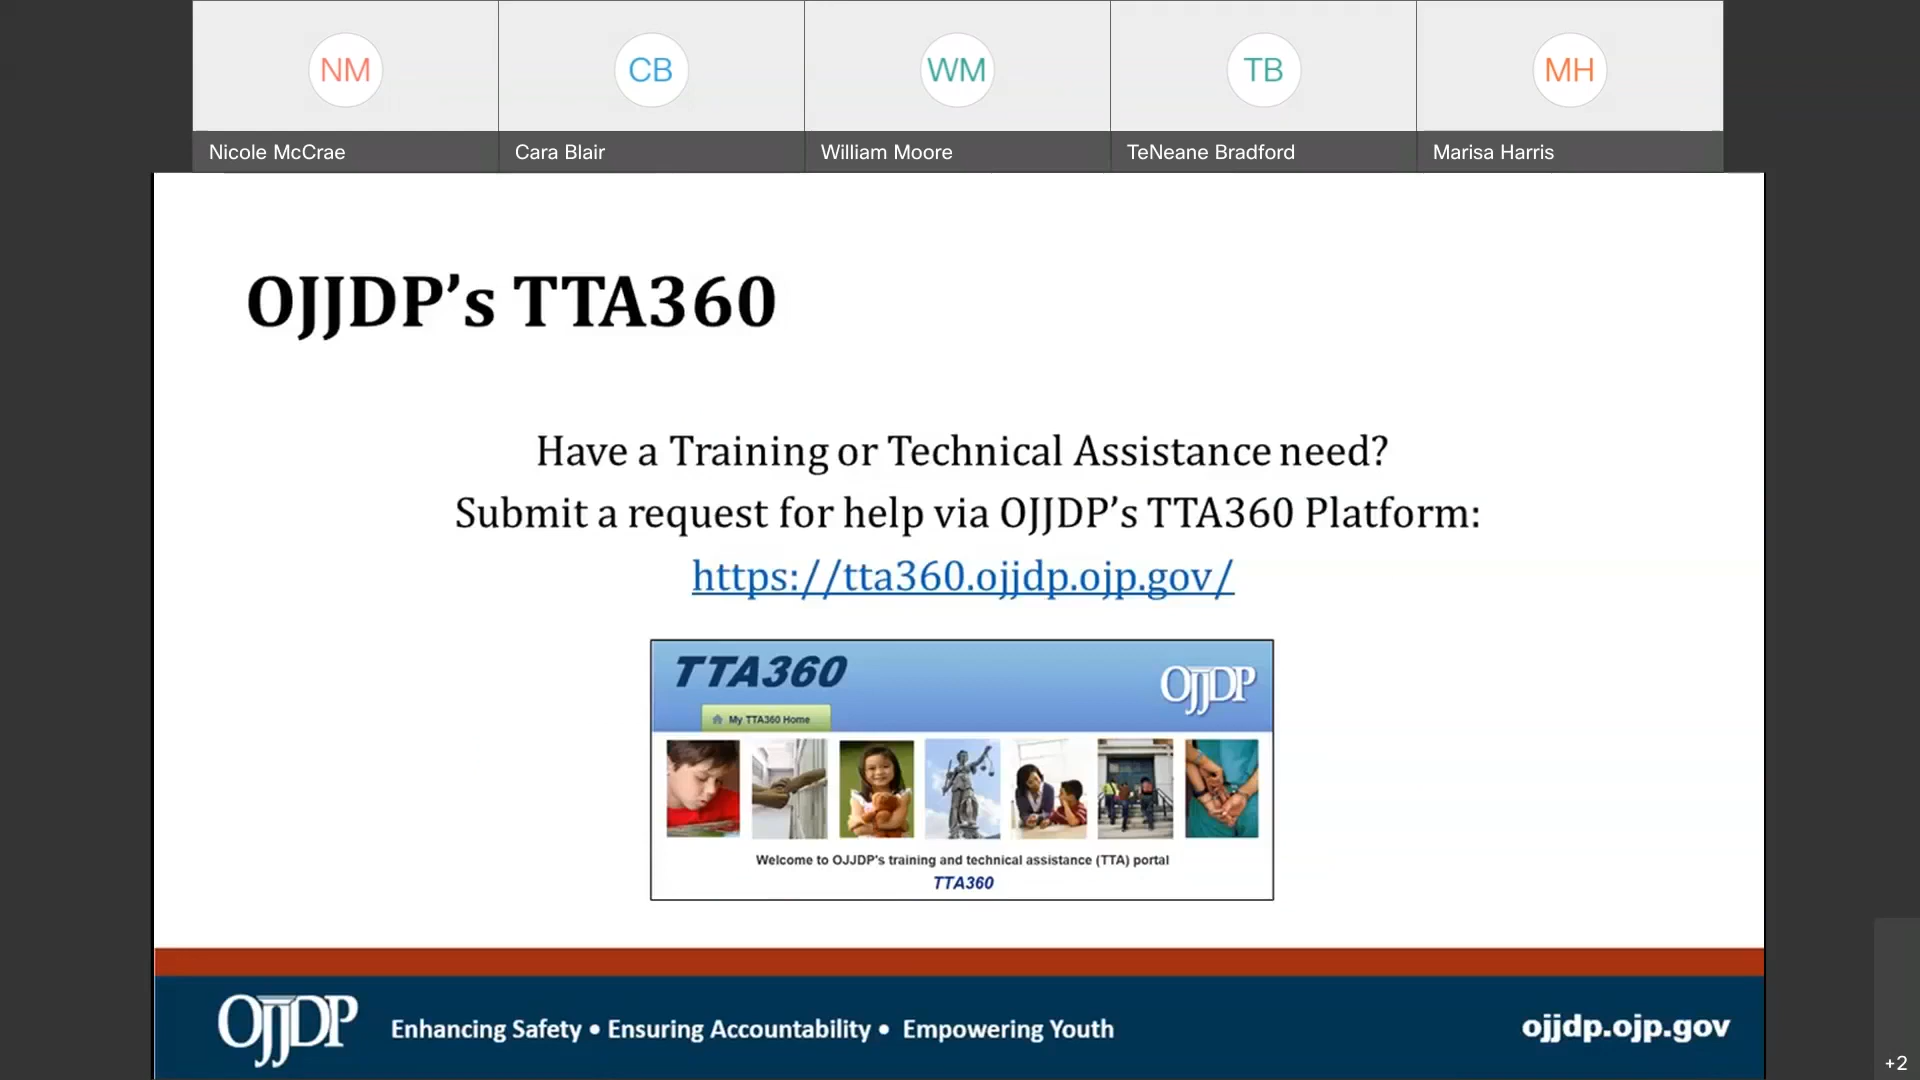 NM
CB
WM
TB
MH
Nicole McCrae
Cara Blair
William Moore
TeNeane Bradford
Marisa Harris
OJJDP’s TTA360
Have a Training or Technical Assistance need?
Submit a request for help via OJJDP’s TTA360 Platform:
https://tta360.ojjdp.ojp.gov/
TTA360
OJJDP
My TTA360 Home
Welcome to OJJDP's training and technical assistance (TTA) portal
TTA360
OJJDP
Enhancing Safety • Ensuring Accountability • Empowering Youth
ojjdp.ojp.gov
+2